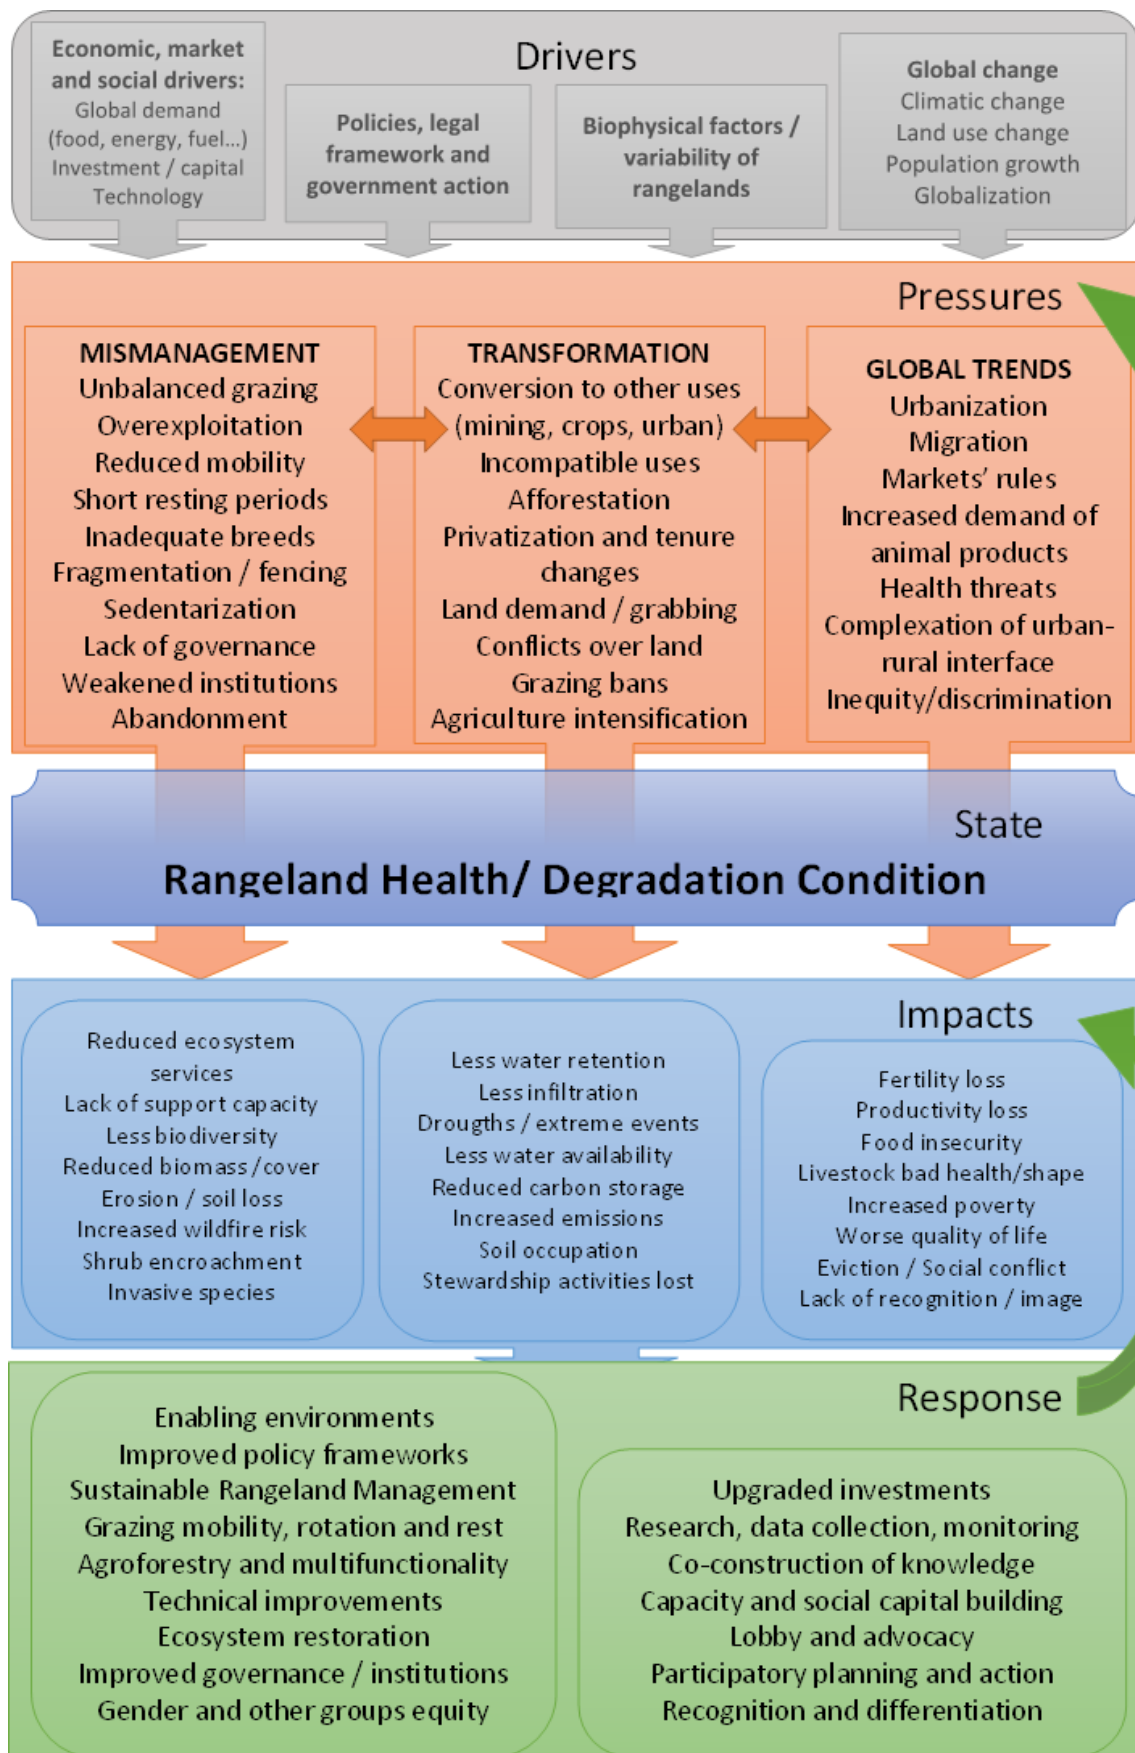 Drivers
Economic, market
and social drivers:
Global demand
(food, energy, fuel...)
Investment / capital
Technology
Policies, legal
framework and
government action
Biophysical factors /
variability of
rangelands
Global change
Climatic change
Land use change
Population growth
Globalization
Pressures
MISMANAGEMENT
Unbalanced grazing
Overexploitation
Reduced mobility
Short resting periods
Inadequate breeds
Fragmentation / fencing
Sedentarization
Lack of governance
Weakened institutions
Abandonment
TRANSFORMATION
Conversion to other uses
(mining, crops, urban)
Incompatible uses
Afforestation
Privatization and tenure
changes
Land demand / grabbing
Conflicts over land
Grazing bans
Agriculture intensification
GLOBAL TRENDS
Urbanization
Migration
Markets' rules
Increased demand of
animal products
Health threats
Complexation of urban-
rural interface
Inequity/discrimination
State
Rangeland Health/ Degradation Condition
Impacts
Reduced ecosystem
services
Lack of support capacity
Less biodiversity
Reduced biomass /cover
Erosion / soil loss
Increased wildfire risk
Shrub encroachment
Invasive species
Less water retention
Less infiltration
Drougths / extreme events
Less water availability
Reduced carbon storage
Increased emissions
Soil occupation
Stewardship activities lost
Fertility loss
Productivity loss
Food insecurity
Livestock bad health/shape
Increased poverty
Worse quality of life
Eviction / Social conflict
Lack of recognition / image
Response
Enabling environments
Improved policy frameworks
Sustainable Rangeland Management
Grazing mobility, rotation and rest
Agroforestry and multifunctionality
Technical improvements
Ecosystem restoration
Improved governance / institutions
Gender and other groups equity
Upgraded investments
Research, data collection, monitoring
Co-construction of knowledge
Capacity and social capital building
Lobby and advocacy
Participatory planning and action
Recognition and differentiation